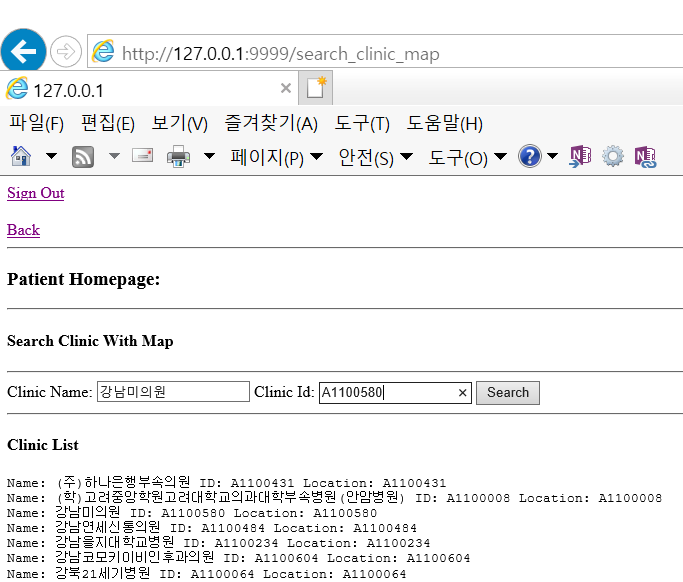 http://127.0.0.1:9999/search_clinic_map
127.0.0.1
파일(F) 편집(E) 보기(V) 즐겨찾기(A) 도구(T) 도움말(H)
페이지(P) 안전(S) 도구(O)
Sign Out
Back
Patient Homepage:
Search Clinic With Map
Clinic Name: 강남미의원 Clinic Id: A1100580 Search
Clinic List
Name: (주)하나은행부속의원 ID: A1100431 Location: A1100431
Name: (학)고려중앙학원고려대학교의과대학부속병원(안암병원) ID: A1100008 Location: A1100008
Name: 강남미의원 ID: A1100580 Location: A1100580
Name: 강남연세신통의원 ID: A1100484 Location: A1100484
Name: 강남을지대학교병원 ID: A1100234 Location: A1100234
Name: 강남코모키이비인후과의원 ID: A1100604 Location: A1100604
Name: 강북21세기병원 ID: A1100064 Location: A1100064